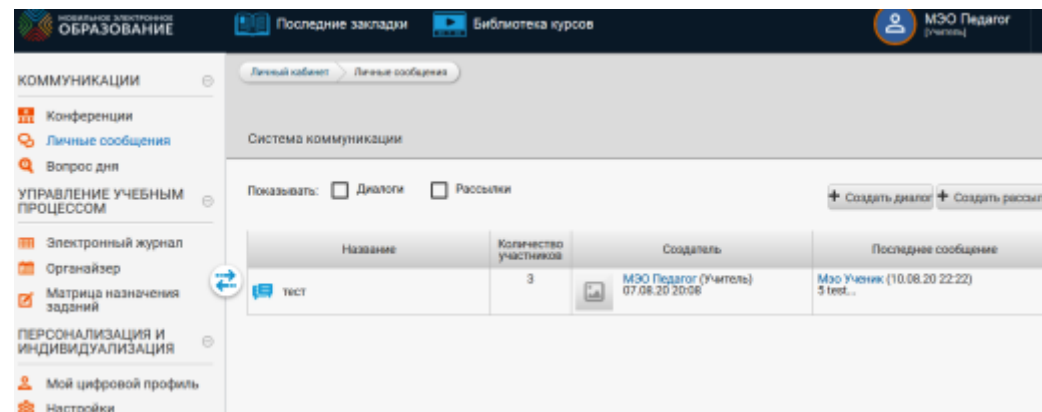 МОБИЛЬНОЕ ЭЛЕКТРОННОЕ
ОБРАЗОВАНИЕ
Последние закладки
Библиотека курсов
МЭО Педагог
[Учитель]
КОММУНИКАЦИИ
Конференции
Личные сообщения
Вопрос дня
УПРАВЛЕНИЕ УЧЕБНЫМ
ПРОЦЕССОМ
Электронный журнал
Органайзер
Матрица назначения
заданий
ПЕРСОНАЛИЗАЦИЯ И
ИНДИВИДУАЛИЗАЦИЯ
Мой цифровой профиль
Настройки
Личный кабинет
Личные сообщения
Система коммуникации
Показывать: Диалоги Рассылки
+ Создать диалог + Создать рассыл
Название
Количество
участников
Создатель
Последнее сообщение
тест
3
МЭО Педагог (Учитель)
07.08.20 20:08
Мэо Ученик (10.08.20 22:22)
5 test...